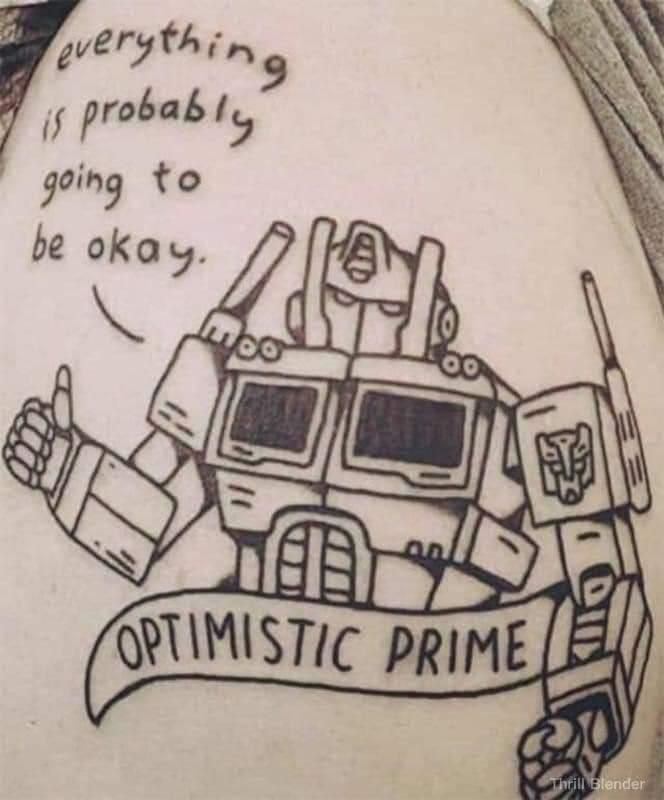 everything
is probably
going to
be okay.
OPTIMISTIC PRIME
Thrill Blender